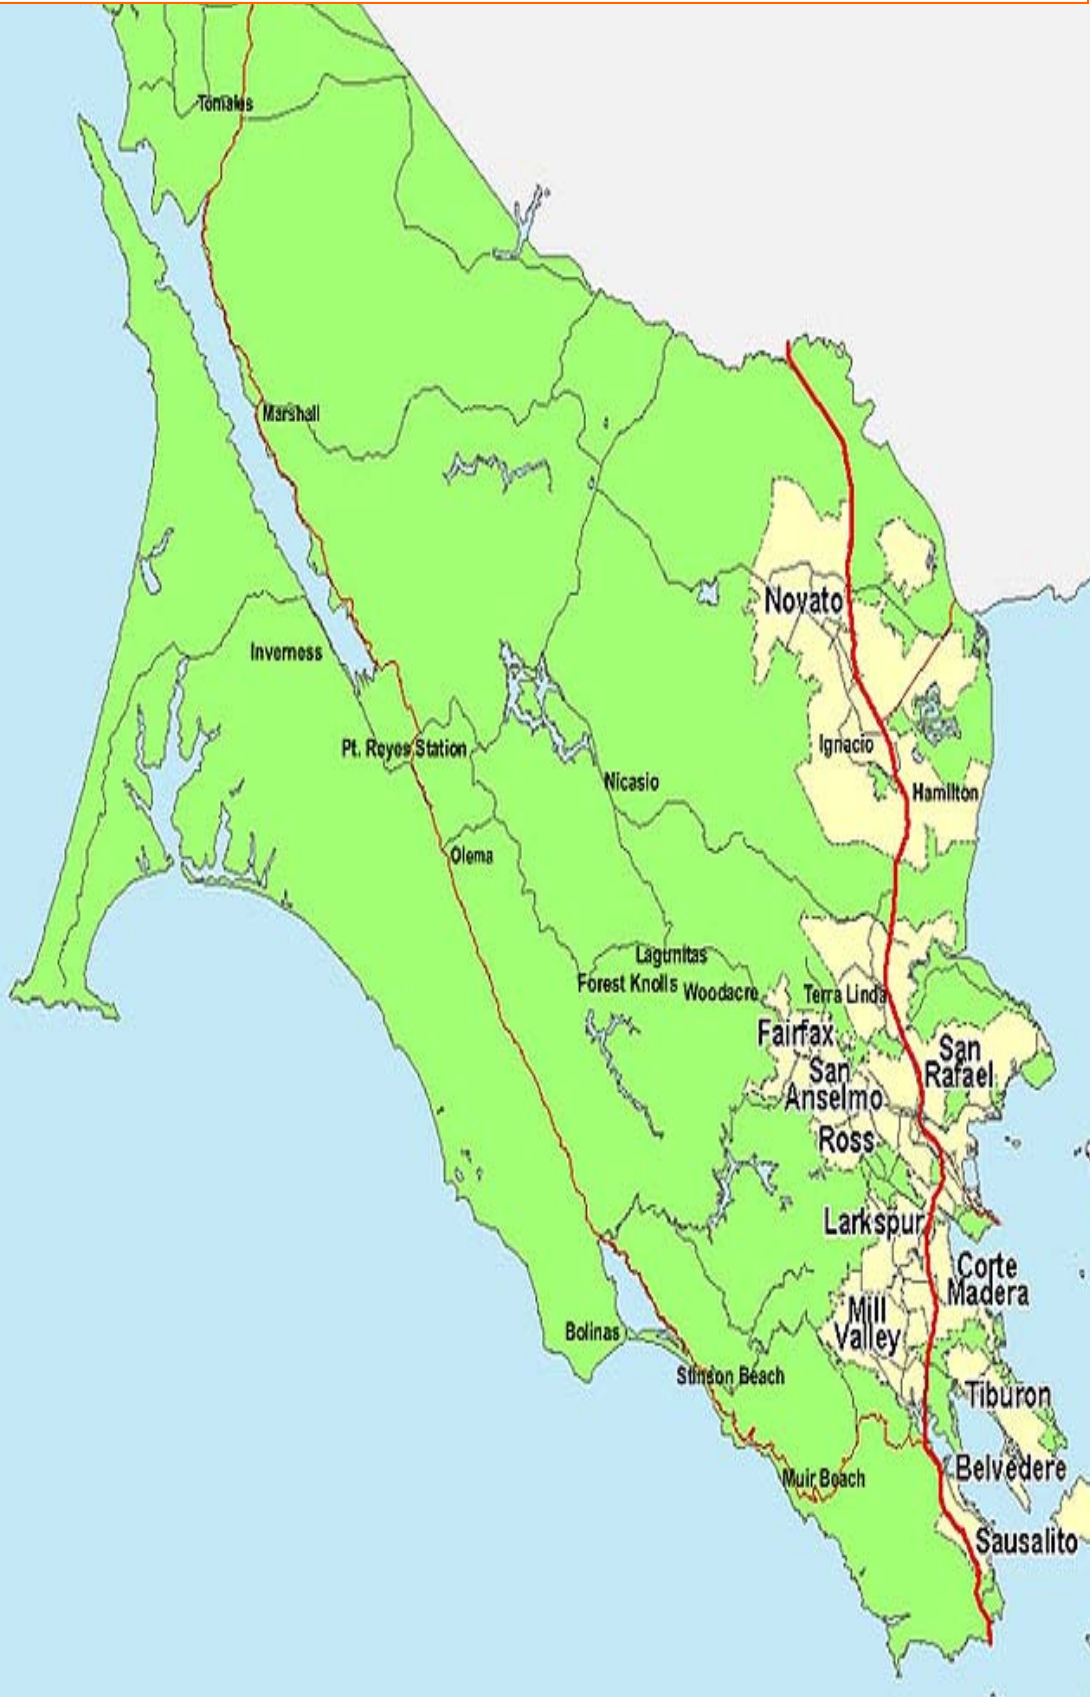 Tomales
Marshall
Novato
Inverness
Ignacio
Pt. Reyes Station
Nicasio
Hamilton
Olema
Lagunitas
Forest Knolls
Woodacre
Terra Linda
Fairfax
San
Rafael
San
Anselmo
Ross
Larkspur
Corte
Madera
Mill
Valley
Bolinas
Stinson Beach
Tiburon
Muir Beach
Belvedere
Sausalito